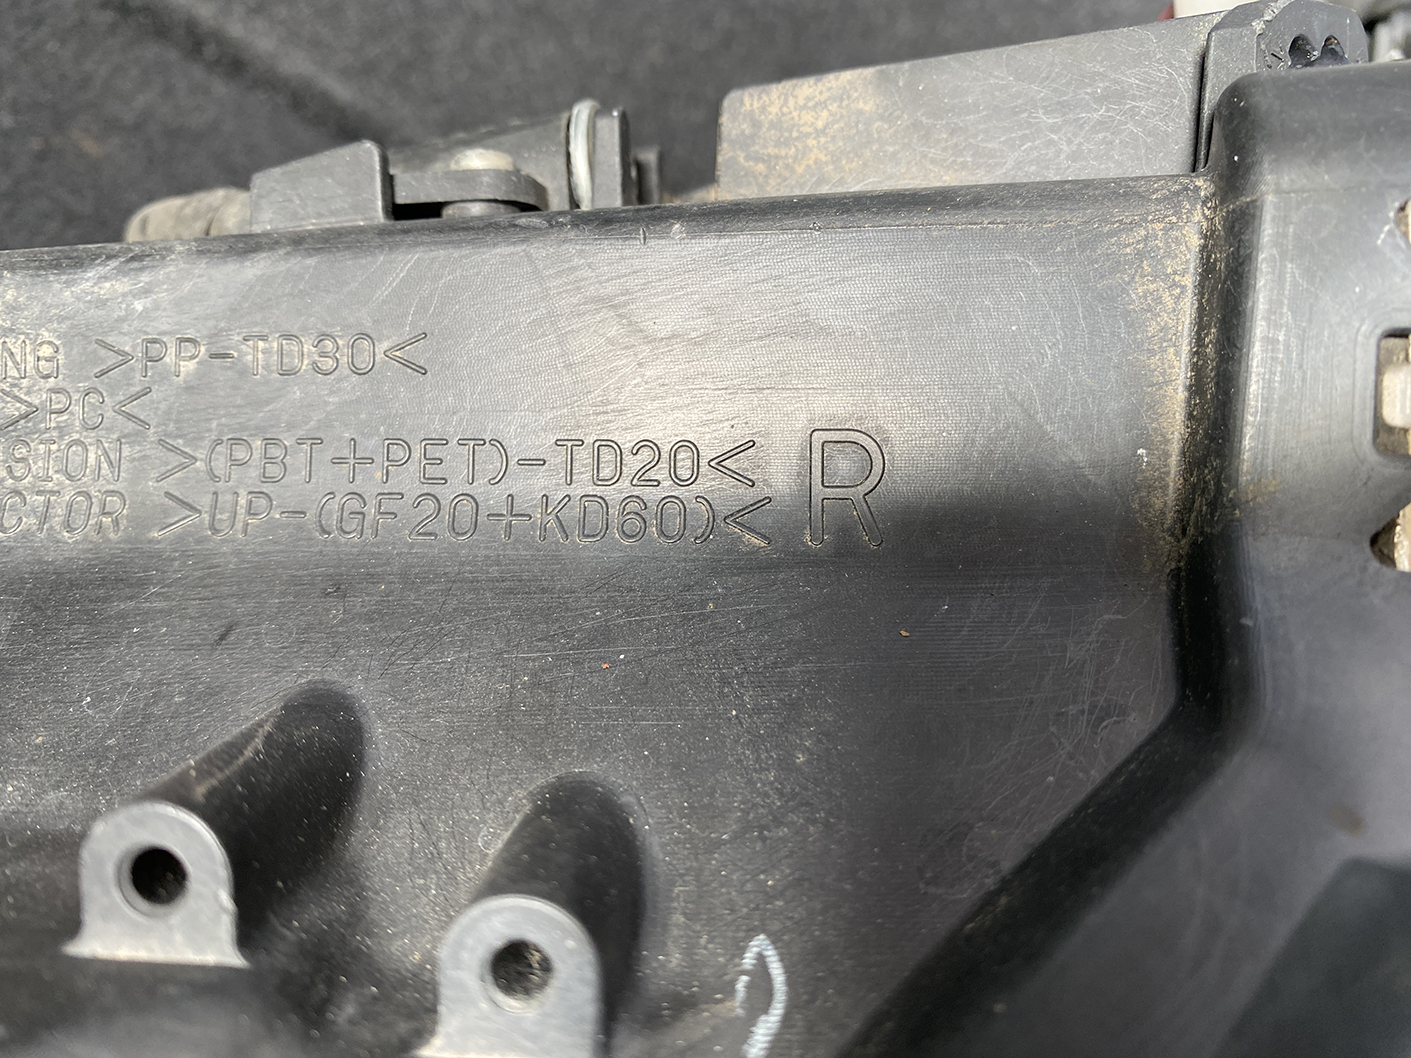 NG >PP-TD30<
>PC<
SION >(PBT+PET)-TD20<
CTOR >UP-(GF20+KD60)<
R